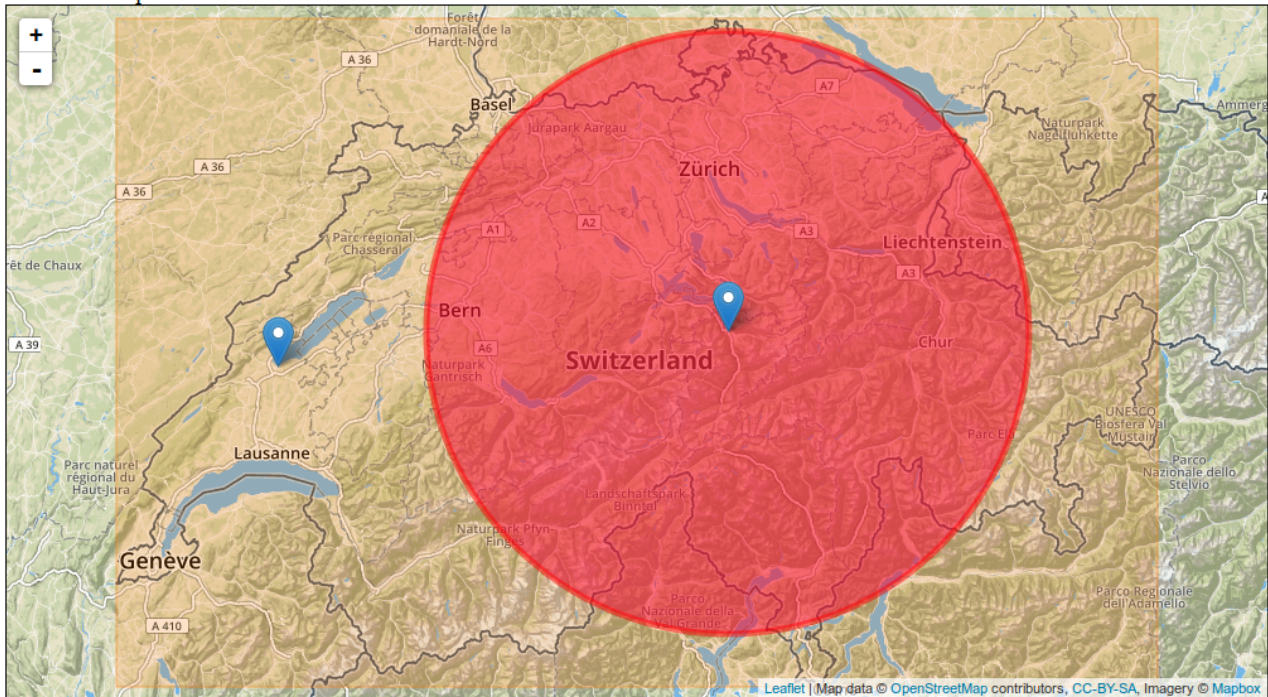 +
-
Forêt
domaniale de la
Hardt-Nord
A 36
Basel
A7
Ammerg
Naturpark
Nagelfluhkette
Jurapark Aargau
A 36
Zürich
A 36
A1
A2
A3
Parc régional
Chasseral
Liechtenstein
rêt de Chaux
A3
Bern
A 39
A6
Chur
Switzerland
Naturpark
Gantrisch
UNESCO
Biosfera Val
Müstair
Parc Ela
Lausanne
Parc naturel
régional du
Haut-Jura
Parco
Nazionale dello
Stelvio
Landschaftspark
Binntal
Naturpark Pfyn-
Finges
Genève
Parco Regionale
dell'Adamello
Parco
Nazionale della
Val Grande
A 410
Leaflet | Map data © OpenStreetMap contributors, CC-BY-SA, Imagery © Mapbox